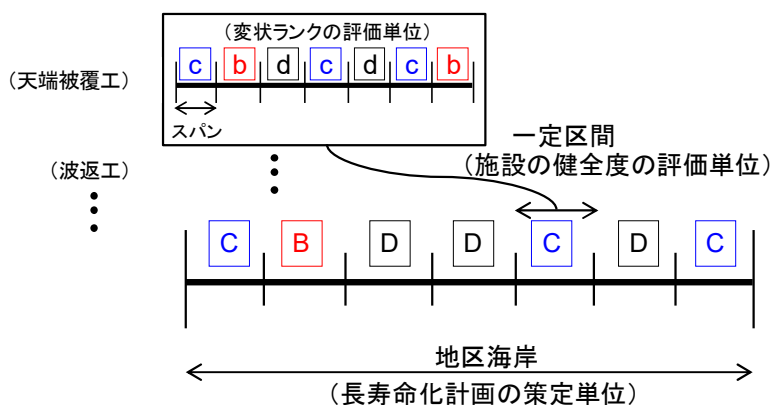 (変状ランクの評価単位)
c b d c d c b
(天端被覆工)
スパン
一定区間
(波返工)
(施設の健全度の評価単位)
C B D D C D C
地区海岸
(長寿命化計画の策定単位)